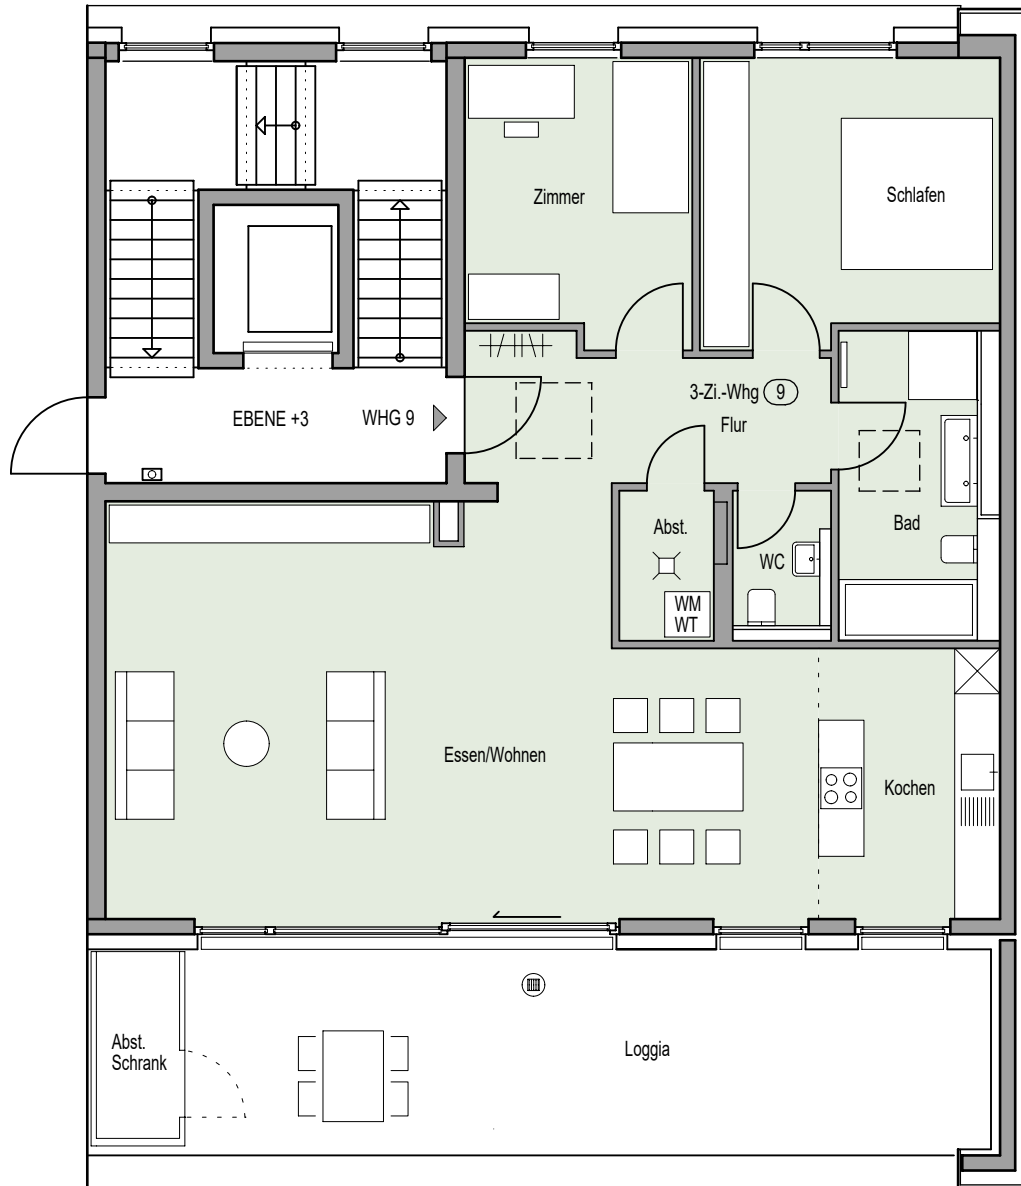 Zimmer
Schlafen
3-Zi.-Whg 9
EBENE +3
WHG 9
Flur
Abst.
Bad
WC
WM
WT
Essen/Wohnen
Kochen
Abst.
Schrank
Loggia